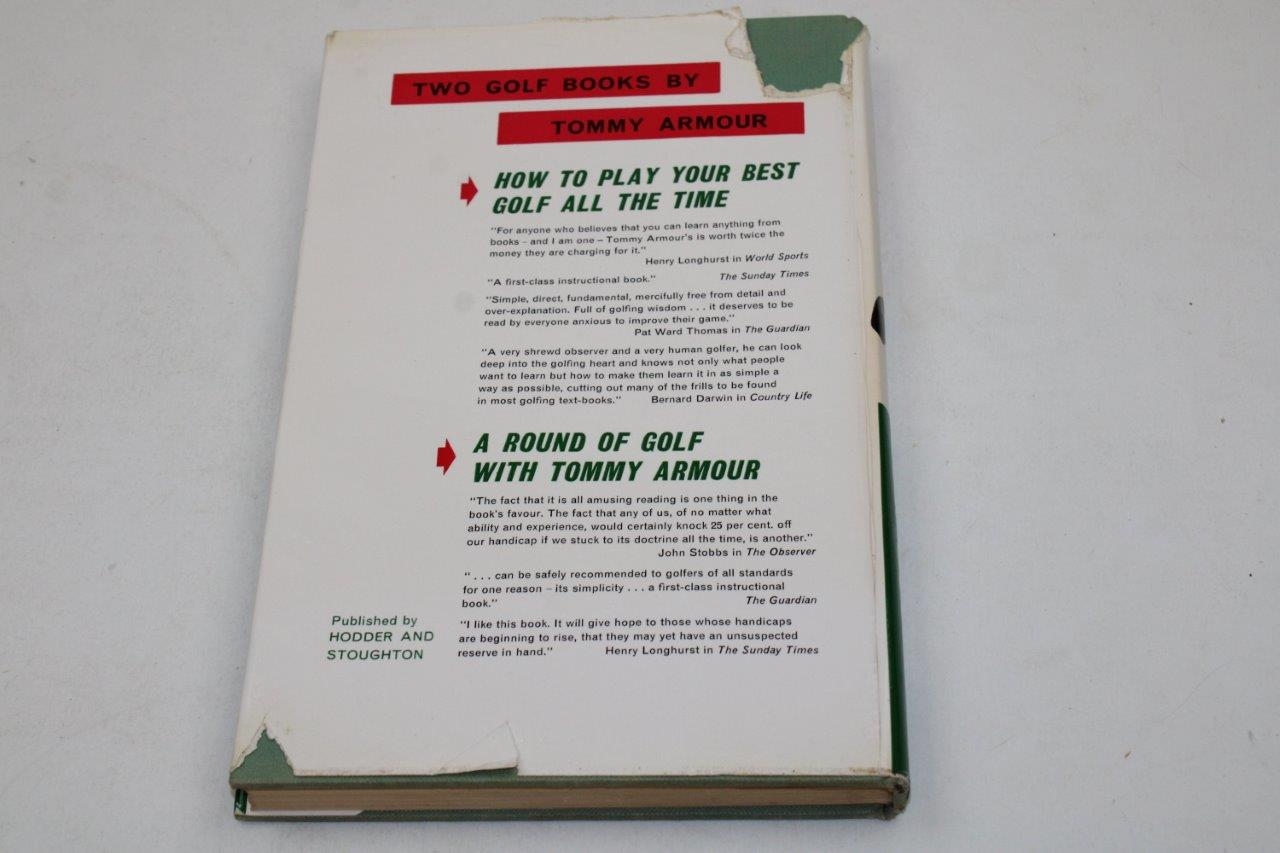 TWO GOLF BOOKS BY
TOMMY ARMOUR
HOW TO PLAY YOUR BEST
GOLF ALL THE TIME
"For anyone who believes that you can learn anything from
books – and I am one – Tommy Armour's is worth twice the
money they are charging for it."
Henry Longhurst in World Sports
"A first-class instructional book." The Sunday Times
"Simple, direct, fundamental, mercifully free from detail and
over-explanation. Full of golfing wisdom . . . it deserves to be
read by everyone anxious to improve their game."
Pat Ward Thomas in The Guardian
"A very shrewd observer and a very human golfer, he can look
deep into the golfing heart and knows not only what people
want to learn but how to make them learn it in as simple a
way as possible, cutting out many of the frills to be found
in most golfing text-books." Bernard Darwin in Country Life
A ROUND OF GOLF
WITH TOMMY ARMOUR
"The fact that it is all amusing reading is one thing in the
book's favour. The fact that any of us, of no matter what
ability and experience, would certainly knock 25 per cent. off
our handicap if we stuck to its doctrine all the time, is another."
John Stobbs in The Observer
" . . . can be safely recommended to golfers of all standards
for one reason – its simplicity . . . a first-class instructional
book." The Guardian
"I like this book. It will give hope to those whose handicaps
are beginning to rise, that they may yet have an unsuspected
reserve in hand." Henry Longhurst in The Sunday Times
Published by
HODDER AND
STOUGHTON